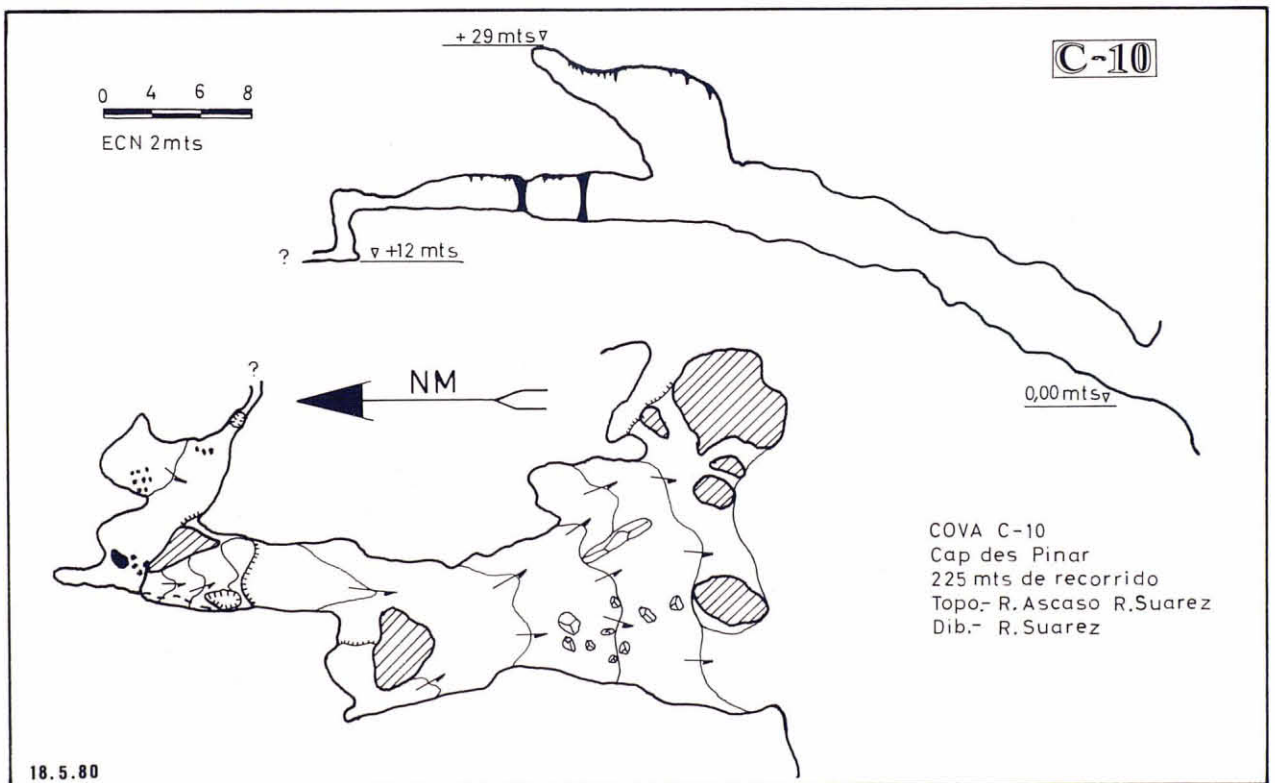 C-10
+ 29 mts
0 4 6 8
ECN 2mts
? +12 mts
?
NM
0,00 mts
COVA C-10
Cap des Pinar
225 mts de recorrido
Topo.- R. Ascaso R. Suarez
Dib.- R. Suarez
18.5.80